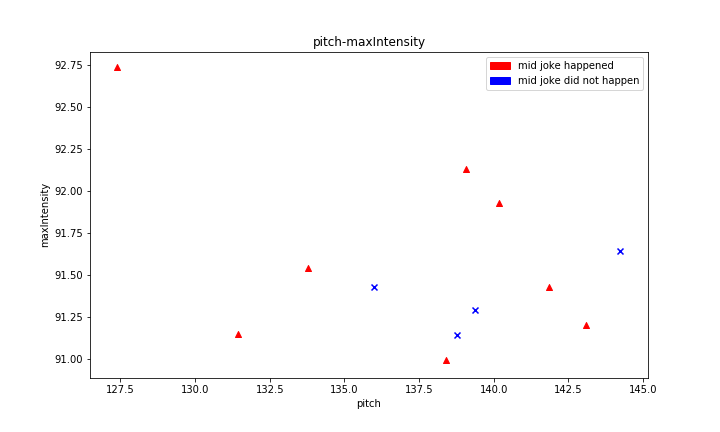 pitch-maxIntensity
mid joke happened
mid joke did not happen
maxIntensity
92.75
92.50
92.25
92.00
91.75
91.50
91.25
91.00
127.5 130.0 132.5 135.0 137.5 140.0 142.5 145.0
pitch